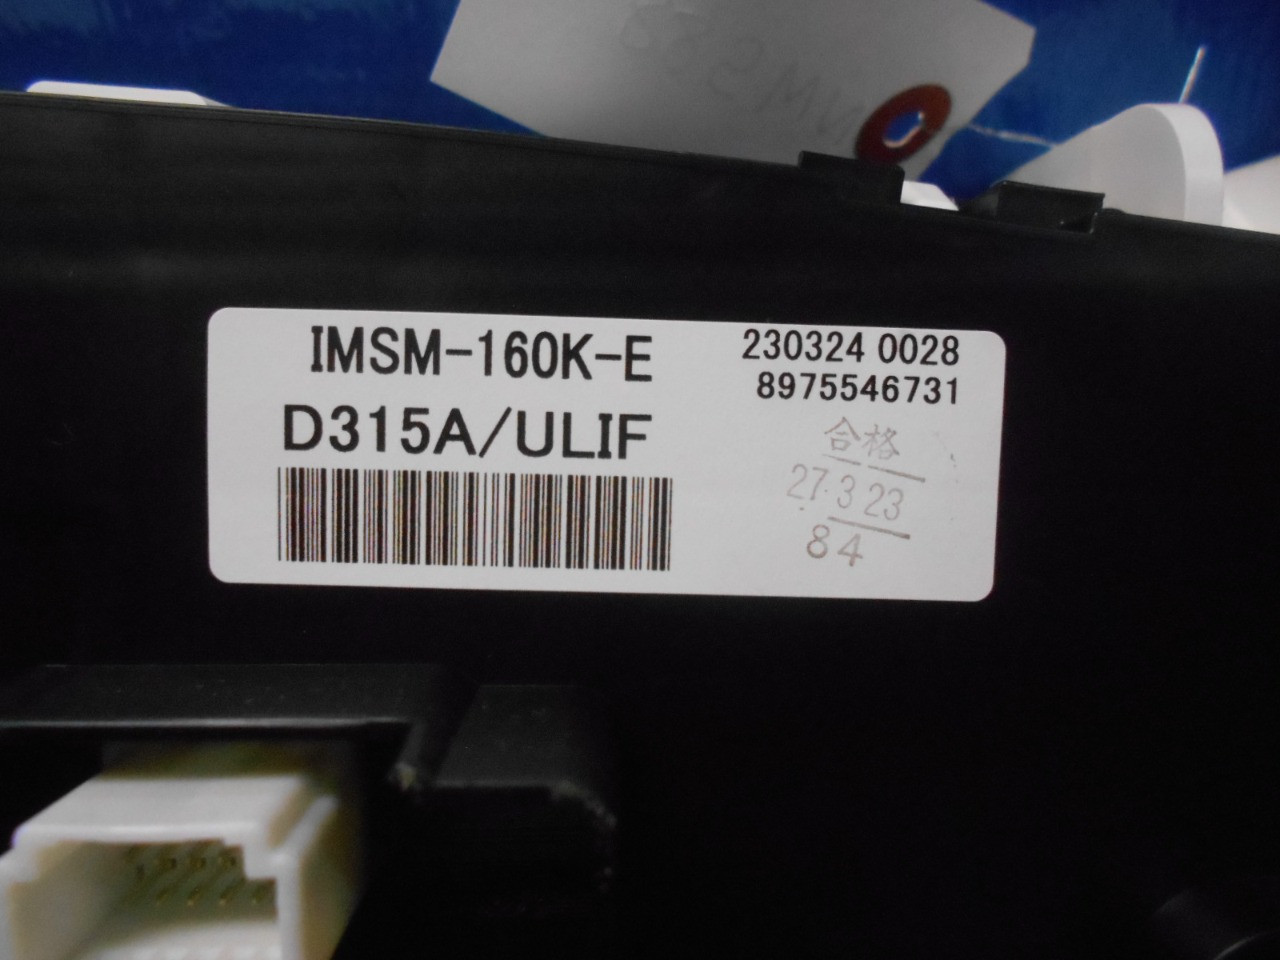 IMSM-160K-E
D315A/ULIF
230324 0028
8975546731
合格
27.3 23
84